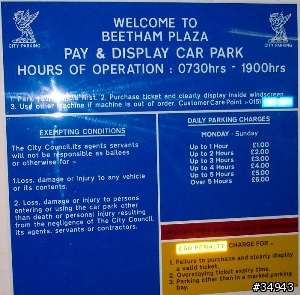 CITY PARKING
CITY PARKING
WELCOME TO
BEETHAM PLAZA
PAY & DISPLAY CAR PARK
HOURS OF OPERATION : 0730hrs - 1900hrs
1. Park your vehicle first. 2. Purchase ticket and clearly display inside windscreen
3. Use other machine if machine is out of order. Customer Care Point :- 0151
EXEMPTING CONDITIONS
The City Council,its agents servants
will not be responsible as bailees
or otherwise for :-
1.Loss, damage or injury to any vehicle
or its contents.
2. Loss, damage or injury to persons
entering or using the car park other
than death or personal injury resulting
from the negligence of The City Council,
its agents, servants or contractors.
DAILY PARKING CHARGES
MONDAY - Sunday
Up to 1 Hour £1.00
Up to 2 Hours £2.00
Up to 3 Hours £3.00
Up to 4 Hours £4.00
Up to 5 Hours £5.00
Over 5 Hours £6.00
£60 PENALTY CHARGE FOR -
1. Failure to purchase and clearly display
a valid ticket.
2. Overstaying ticket expiry time.
3. Parking other than in a marked parking
bay.
#34943